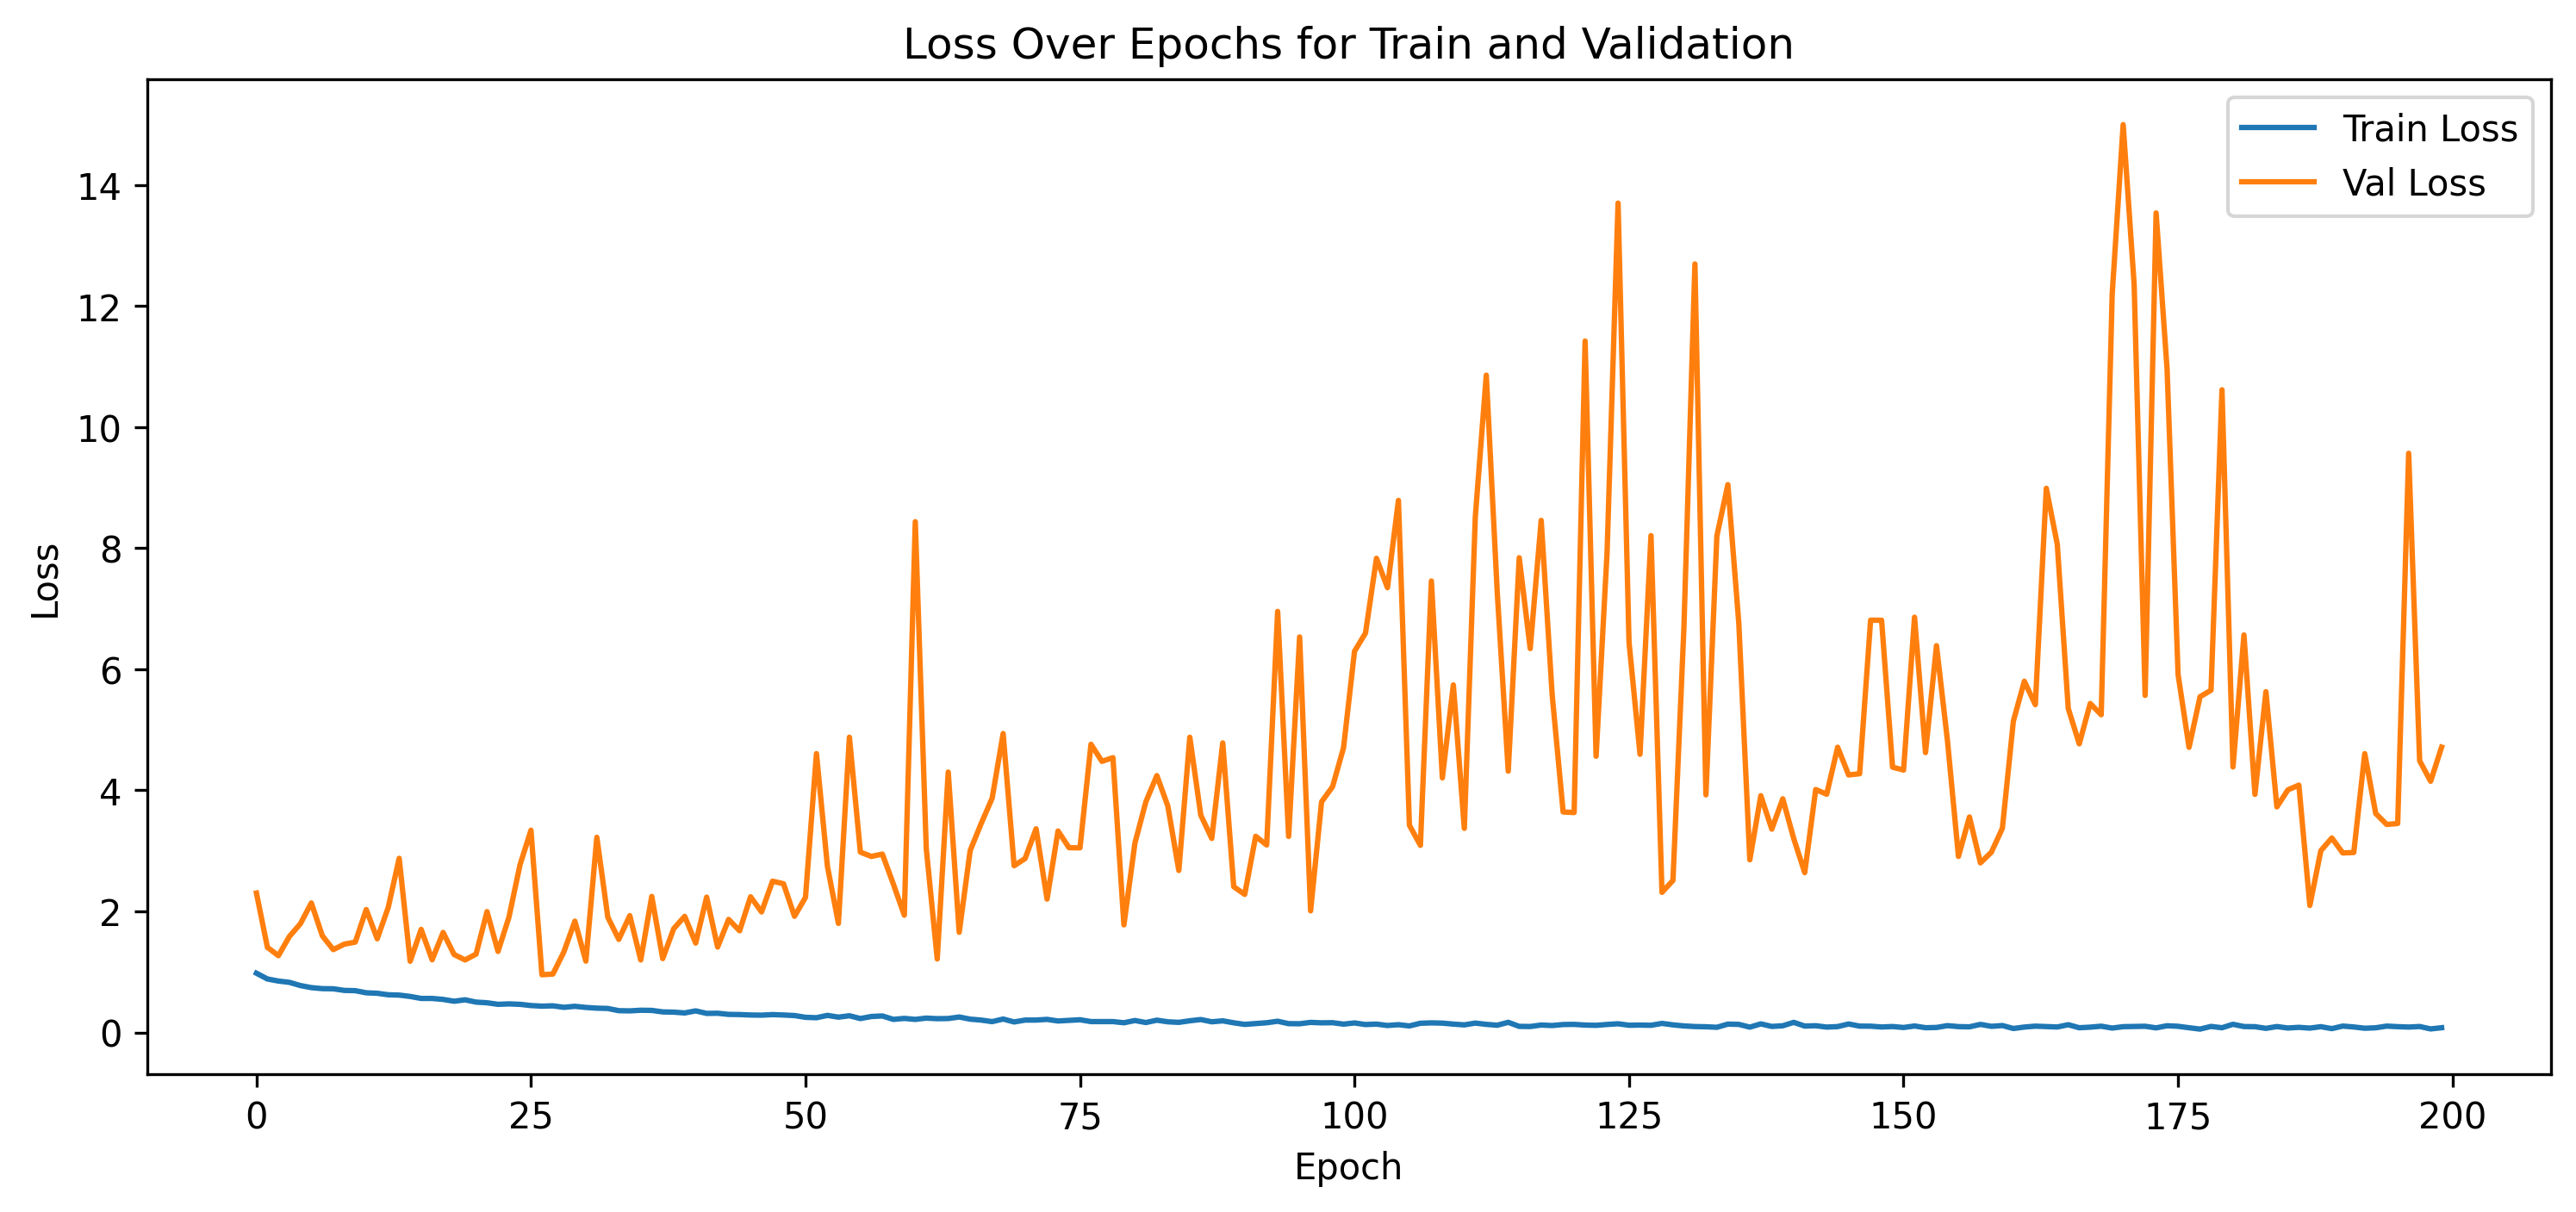 Loss Over Epochs for Train and Validation
Train Loss
Val Loss
14
12
10
8
6
4
2
0
Loss
0 25 50 75 100 125 150 175 200
Epoch